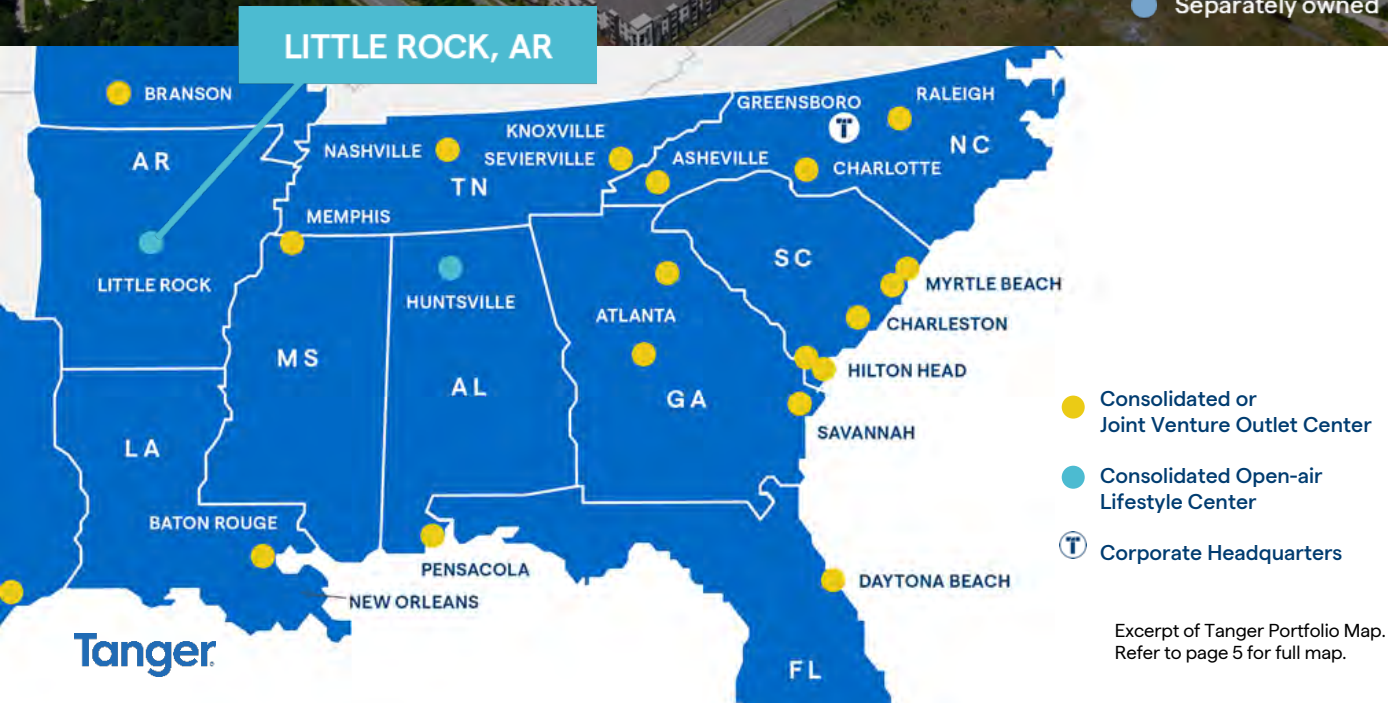 Separately owned
LITTLE ROCK, AR
BRANSON
AR
LITTLE ROCK
NASHVILLE
KNOXVILLE
SEVIERVILLE
TN
MEMPHIS
GREENSBORO
T
RALEIGH
NC
ASHEVILLE
CHARLOTTE
SC
MYRTLE BEACH
CHARLESTON
HILTON HEAD
SAVANNAH
HUNTSVILLE
ATLANTA
MS
AL
GA
LA
BATON ROUGE
PENSACOLA
NEW ORLEANS
DAYTONA BEACH
FL
Consolidated or
Joint Venture Outlet Center
Consolidated Open-air
Lifestyle Center
T
Corporate Headquarters
Excerpt of Tanger Portfolio Map.
Refer to page 5 for full map.
Tanger®